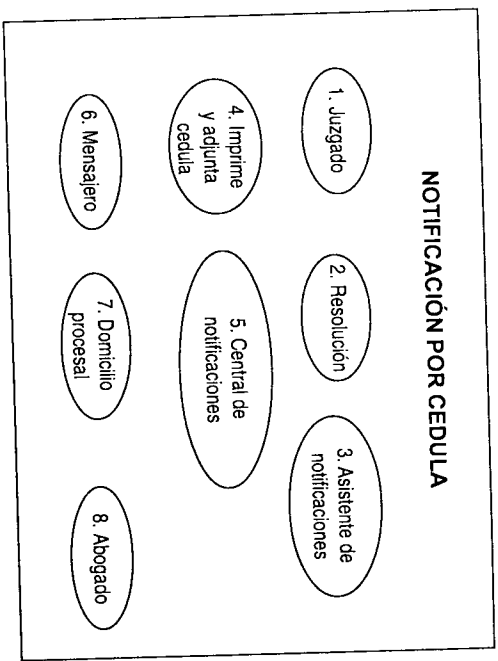 NOTIFICACIÓN POR CEDULA
1. Juzgado
2. Resolución
3. Asistente de
notificaciones
4. Imprime
y adjunta
cedula
5. Central de
notificaciones
6. Mensajero
7. Domicilio
procesal
8. Abogado